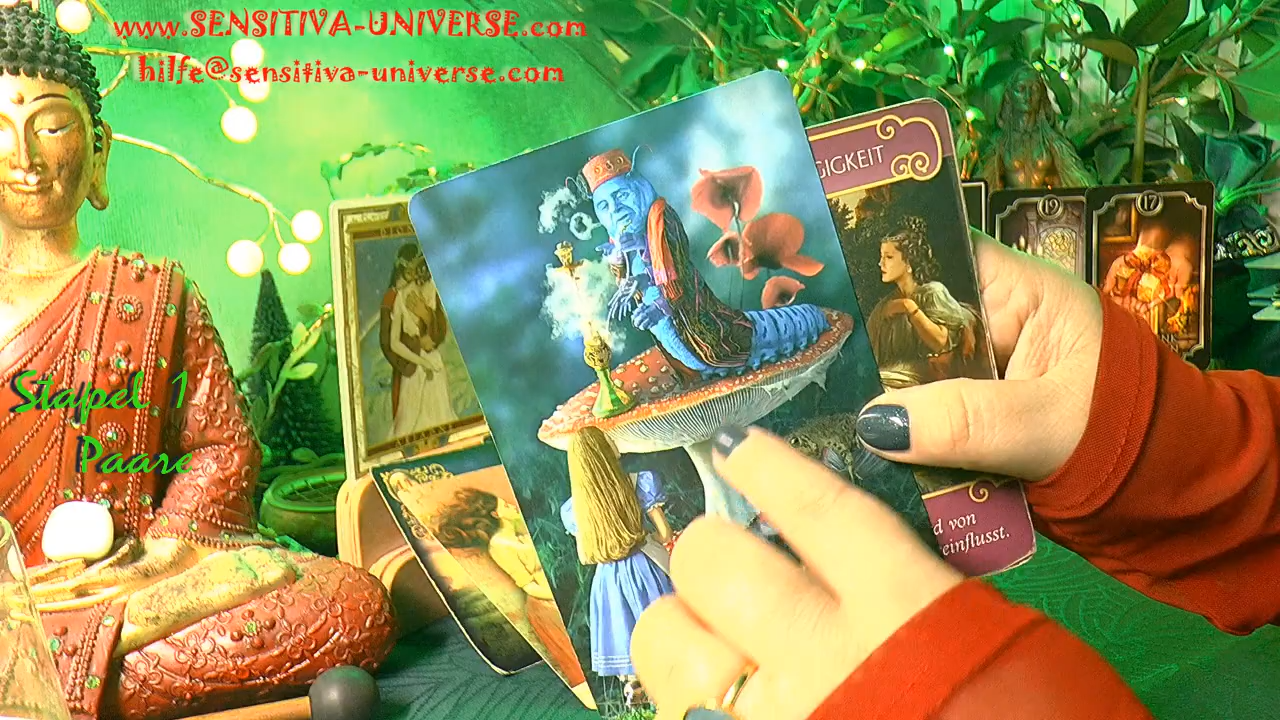 www.SENSITIVA-UNIVERSE.com
hilfe@sensitiva-universe.com
GIGKEIT
19
17
Stapel 1
Paare
d von
einflusst.